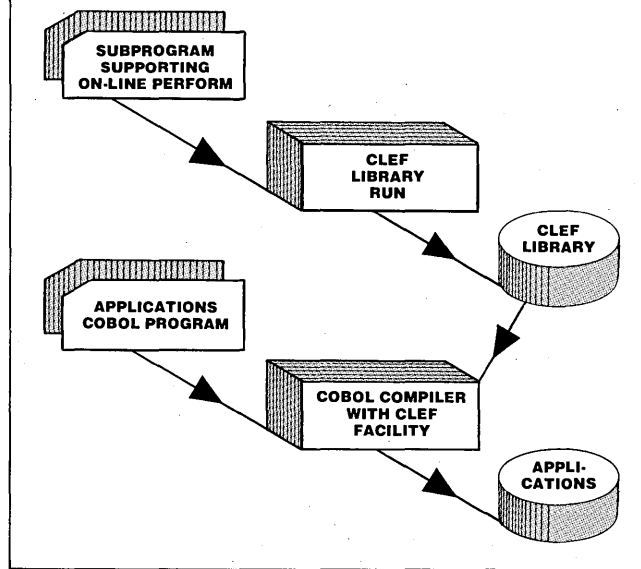 SUBPROGRAM
SUPPORTING
ON-LINE PERFORM
CLEF
LIBRARY
RUN
CLEF
LIBRARY
APPLICATIONS
COBOL PROGRAM
COBOL COMPILER
WITH CLEF
FACILITY
APPLI-
CATIONS